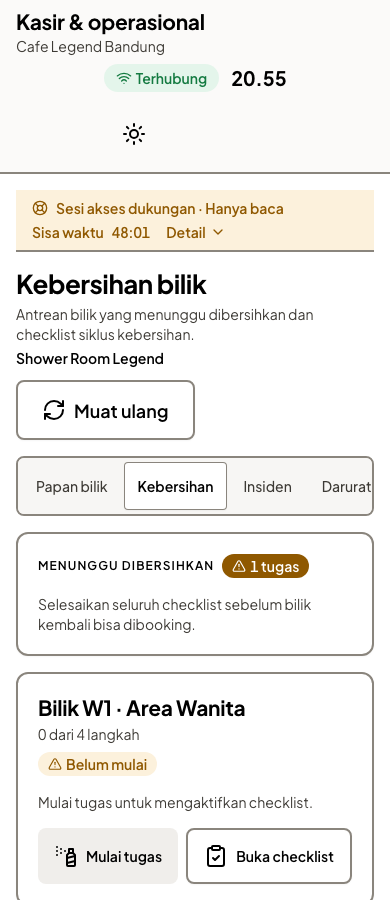 Kasir & operasional
Cafe Legend Bandung
Terhubung 20.55
Sesi akses dukungan · Hanya baca
Sisa waktu 48:01 Detail
Kebersihan bilik
Antrean bilik yang menunggu dibersihkan dan
checklist siklus kebersihan.
Shower Room Legend
Muat ulang
Papan bilik Kebersihan Insiden Darurat
MENUNGGU DIBERSIHKAN 1 tugas
Selesaikan seluruh checklist sebelum bilik
kembali bisa dibooking.
Bilik W1 · Area Wanita
0 dari 4 langkah
Belum mulai
Mulai tugas untuk mengaktifkan checklist.
Mulai tugas Buka checklist